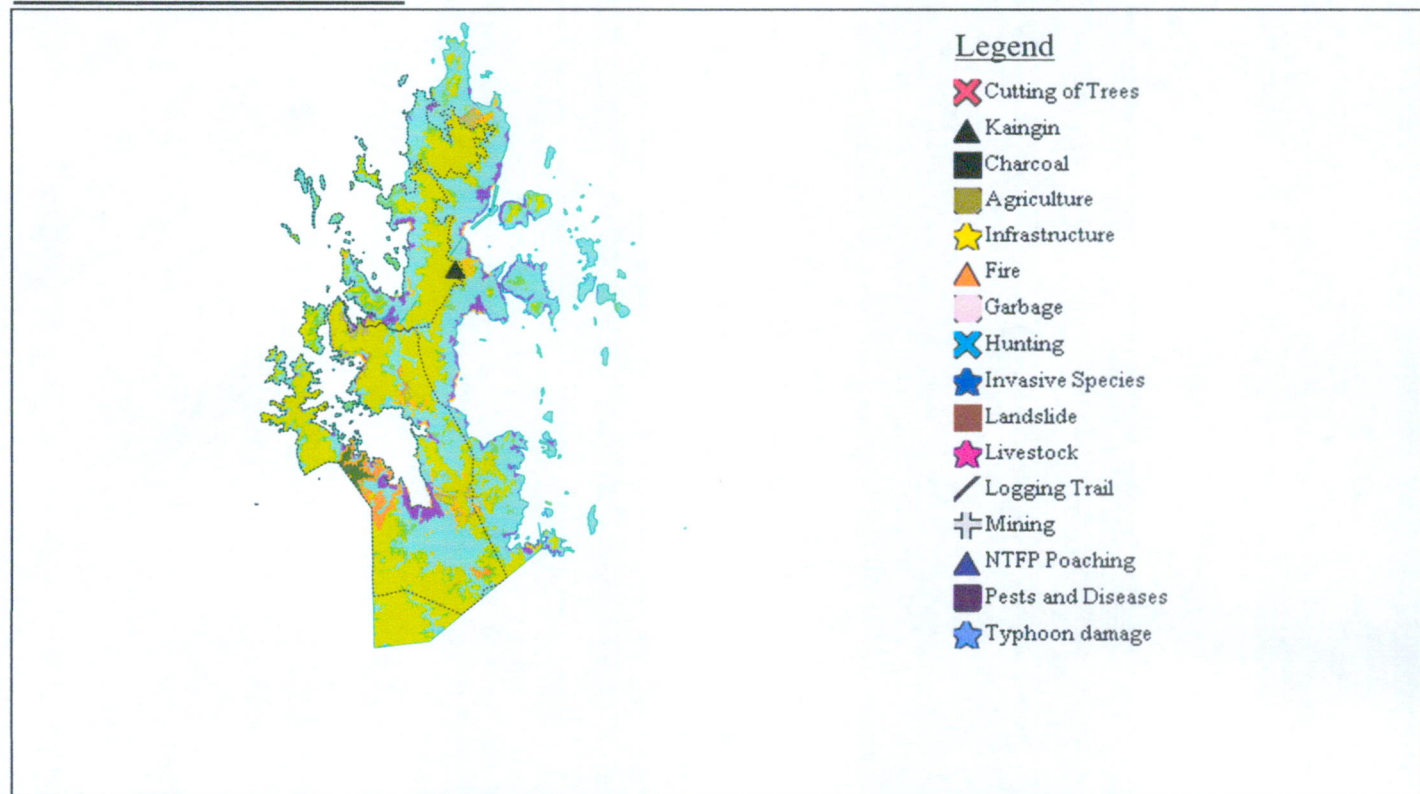 Legend
Cutting of Trees
Kaingin
Charcoal
Agriculture
Infrastructure
Fire
Garbage
Hunting
Invasive Species
Landslide
Livestock
Logging Trail
Mining
NTFP Poaching
Pests and Diseases
Typhoon damage